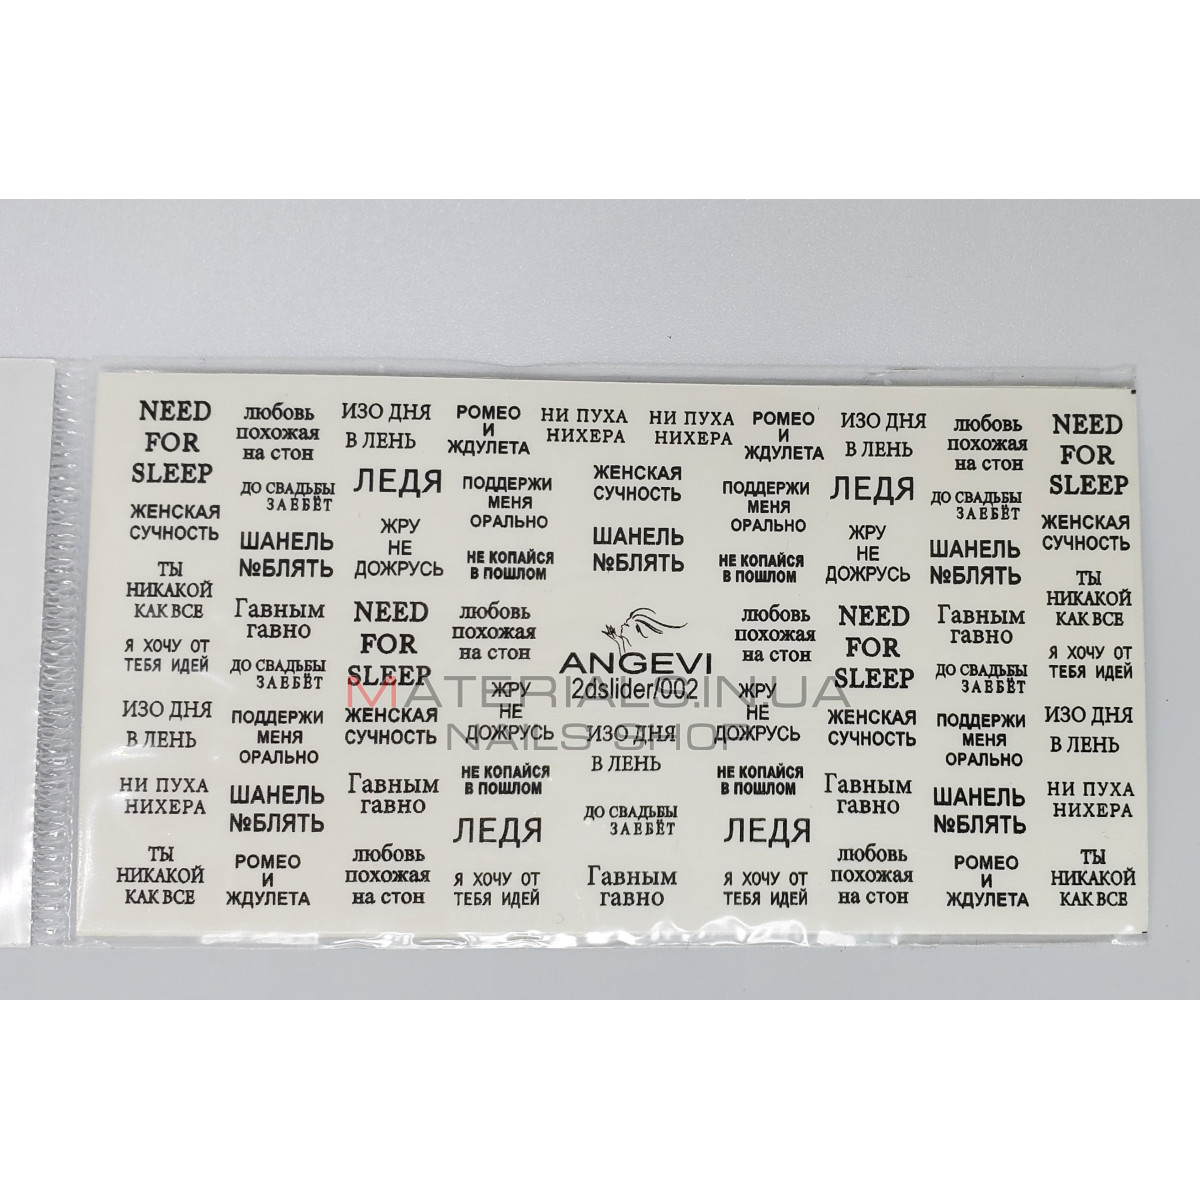 NEED
FOR
SLEEP
любовь
похожая
на стон
ИЗО ДНЯ
В ЛЕНЬ
РОМЕО
И
ЖДУЛЕТА
НИ ПУХА
НИХЕРА
НИ ПУХА
НИХЕРА
РОМЕО
И
ЖДУЛЕТА
ИЗО ДНЯ
В ЛЕНЬ
любовь
похожая
на стон
NEED
FOR
SLEEP
ЖЕНСКАЯ
СУЧНОСТЬ
ДО СВАДЬБЫ
ЗАЕБЁТ
ЛЕДЯ
ПОДДЕРЖИ
МЕНЯ
ОРАЛЬНО
ЖЕНСКАЯ
СУЧНОСТЬ
ПОДДЕРЖИ
МЕНЯ
ОРАЛЬНО
ЛЕДЯ
ДО СВАДЬБЫ
ЗАЕБЁТ
ЖЕНСКАЯ
СУЧНОСТЬ
ШАНЕЛЬ
№БЛЯТЬ
ЖРУ
НЕ
ДОЖРУСЬ
НЕ КОПАЙСЯ
В ПОШЛОМ
ШАНЕЛЬ
№БЛЯТЬ
НЕ КОПАЙСЯ
В ПОШЛОМ
ЖРУ
НЕ
ДОЖРУСЬ
ШАНЕЛЬ
№БЛЯТЬ
ТЫ
НИКАКОЙ
КАК ВСЕ
Гавным
гавно
NEED
FOR
SLEEP
любовь
похожая
на стон
ANGEVI
2dslider/002
любовь
похожая
на стон
NEED
FOR
SLEEP
Гавным
гавно
ТЫ
НИКАКОЙ
КАК ВСЕ
Я ХОЧУ ОТ
ТЕБЯ ИДЕЙ
ДО СВАДЬБЫ
ЗАЕБЁТ
ДО СВАДЬБЫ
ЗАЕБЁТ
Я ХОЧУ ОТ
ТЕБЯ ИДЕЙ
MATERIALS.IN.UA
NAILS SHOP
ИЗО ДНЯ
В ЛЕНЬ
ПОДДЕРЖИ
МЕНЯ
ОРАЛЬНО
ЖЕНСКАЯ
СУЧНОСТЬ
ЖРУ
НЕ
ДОЖРУСЬ
ИЗО ДНЯ
В ЛЕНЬ
ЖРУ
НЕ
ДОЖРУСЬ
ЖЕНСКАЯ
СУЧНОСТЬ
ПОДДЕРЖИ
МЕНЯ
ОРАЛЬНО
ИЗО ДНЯ
В ЛЕНЬ
НИ ПУХА
НИХЕРА
ШАНЕЛЬ
№БЛЯТЬ
Гавным
гавно
НЕ КОПАЙСЯ
В ПОШЛОМ
ЛЕДЯ
ДО СВАДЬБЫ
ЗАЕБЁТ
НЕ КОПАЙСЯ
В ПОШЛОМ
ЛЕДЯ
Гавным
гавно
ШАНЕЛЬ
№БЛЯТЬ
НИ ПУХА
НИХЕРА
ТЫ
НИКАКОЙ
КАК ВСЕ
РОМЕО
И
ЖДУЛЕТА
любовь
похожая
на стон
Я ХОЧУ ОТ
ТЕБЯ ИДЕЙ
Гавным
гавно
Я ХОЧУ ОТ
ТЕБЯ ИДЕЙ
любовь
похожая
на стон
РОМЕО
И
ЖДУЛЕТА
ТЫ
НИКАКОЙ
КАК ВСЕ